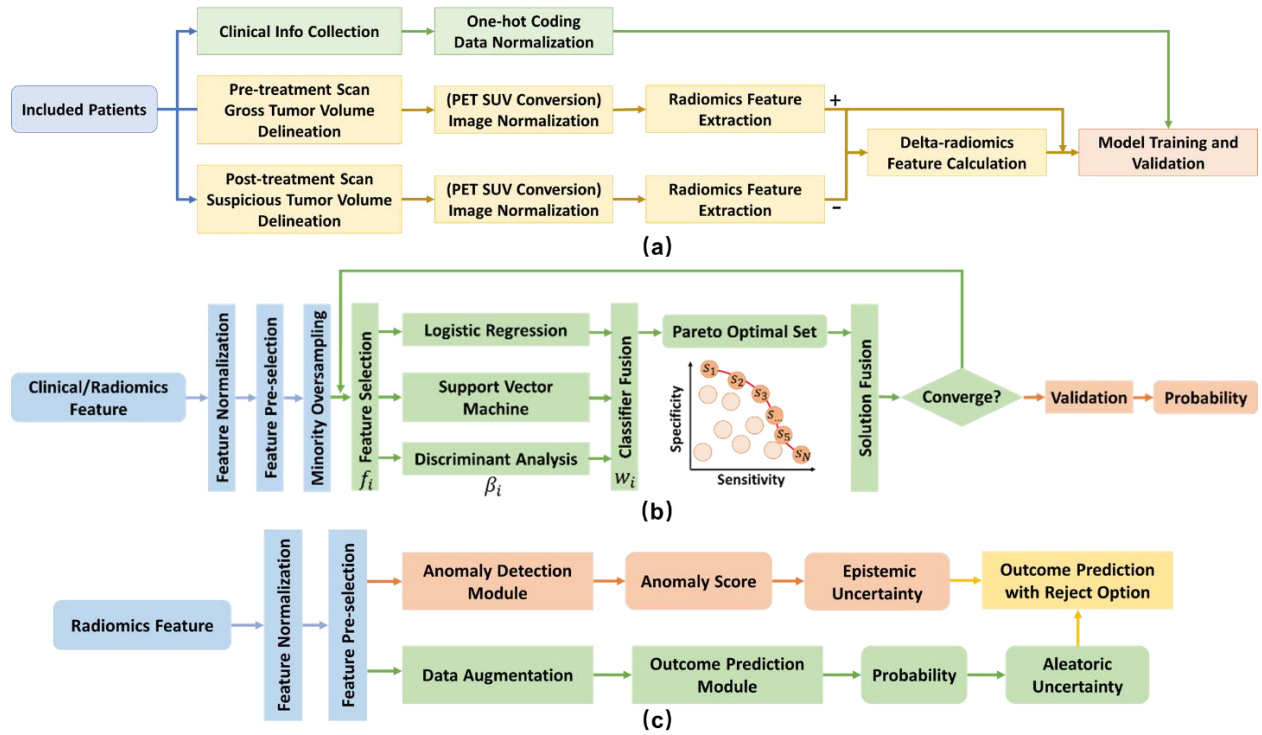 Clinical Info Collection
One-hot Coding
Data Normalization
Included Patients
Pre-treatment Scan
Gross Tumor Volume
Delineation
(PET SUV Conversion)
Image Normalization
Radiomics Feature
Extraction
+
Delta-radiomics
Feature Calculation
Model Training and
Validation
Post-treatment Scan
Suspicious Tumor Volume
Delineation
(PET SUV Conversion)
Image Normalization
Radiomics Feature
Extraction
-
(a)
Clinical/Radiomics
Feature
Feature Normalization
Feature Pre-selection
Minority Oversampling
Feature Selection
f_i
Logistic Regression
Support Vector
Machine
Discriminant Analysis
β_i
Classifier Fusion
w_i
Pareto Optimal Set
Specificity
s_1
s_2
s_3
s_...
s_5
s_N
Sensitivity
Solution Fusion
Converge?
Validation
Probability
(b)
Radiomics Feature
Feature Normalization
Feature Pre-selection
Anomaly Detection
Module
Anomaly Score
Epistemic
Uncertainty
Outcome Prediction
with Reject Option
Data Augmentation
Outcome Prediction
Module
Probability
Aleatoric
Uncertainty
(c)